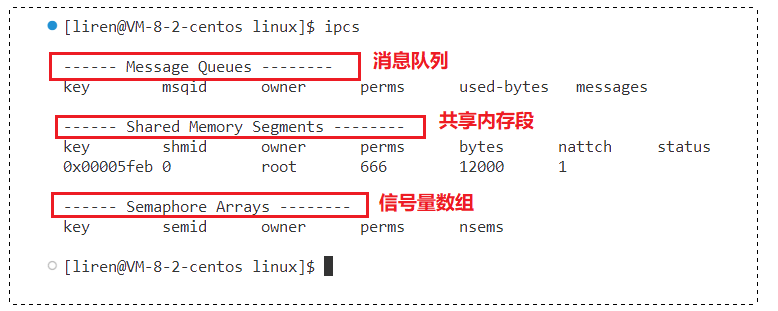 [liren@VM-8-2-centos linux]$ ipcs
------ Message Queues -------- 消息队列
key msqid owner perms used-bytes messages
------ Shared Memory Segments -------- 共享内存段
key shmid owner perms bytes nattch status
0x00005feb 0 root 666 12000 1
------ Semaphore Arrays -------- 信号量数组
key semid owner perms nsems
[liren@VM-8-2-centos linux]$